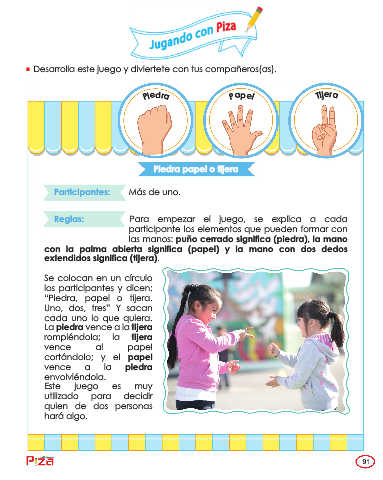 Jugando con Piza
Desarrolla este juego y diviertete con tus compañeros(as).
Piedra
Papel
Tijera
Piedra papel o tijera
Participantes: Más de uno.
Reglas: Para empezar el juego, se explica a cada
participante los elementos que pueden formar con
las manos: puño cerrado significa (piedra), la mano
con la palma abierta significa (papel) y la mano con dos dedos
extendidos significa (tijera).
Se colocan en un círculo
los participantes y dicen:
“Piedra, papel o tijera.
Uno, dos, tres” Y sacan
cada uno lo que quiera.
La piedra vence a la tijera
rompiéndola; la tijera
vence al papel
cortándolo; y el papel
vence a la piedra
envolviéndola.
Este juego es muy
utilizado para decidir
quien de dos personas
hará algo.
Piza
91